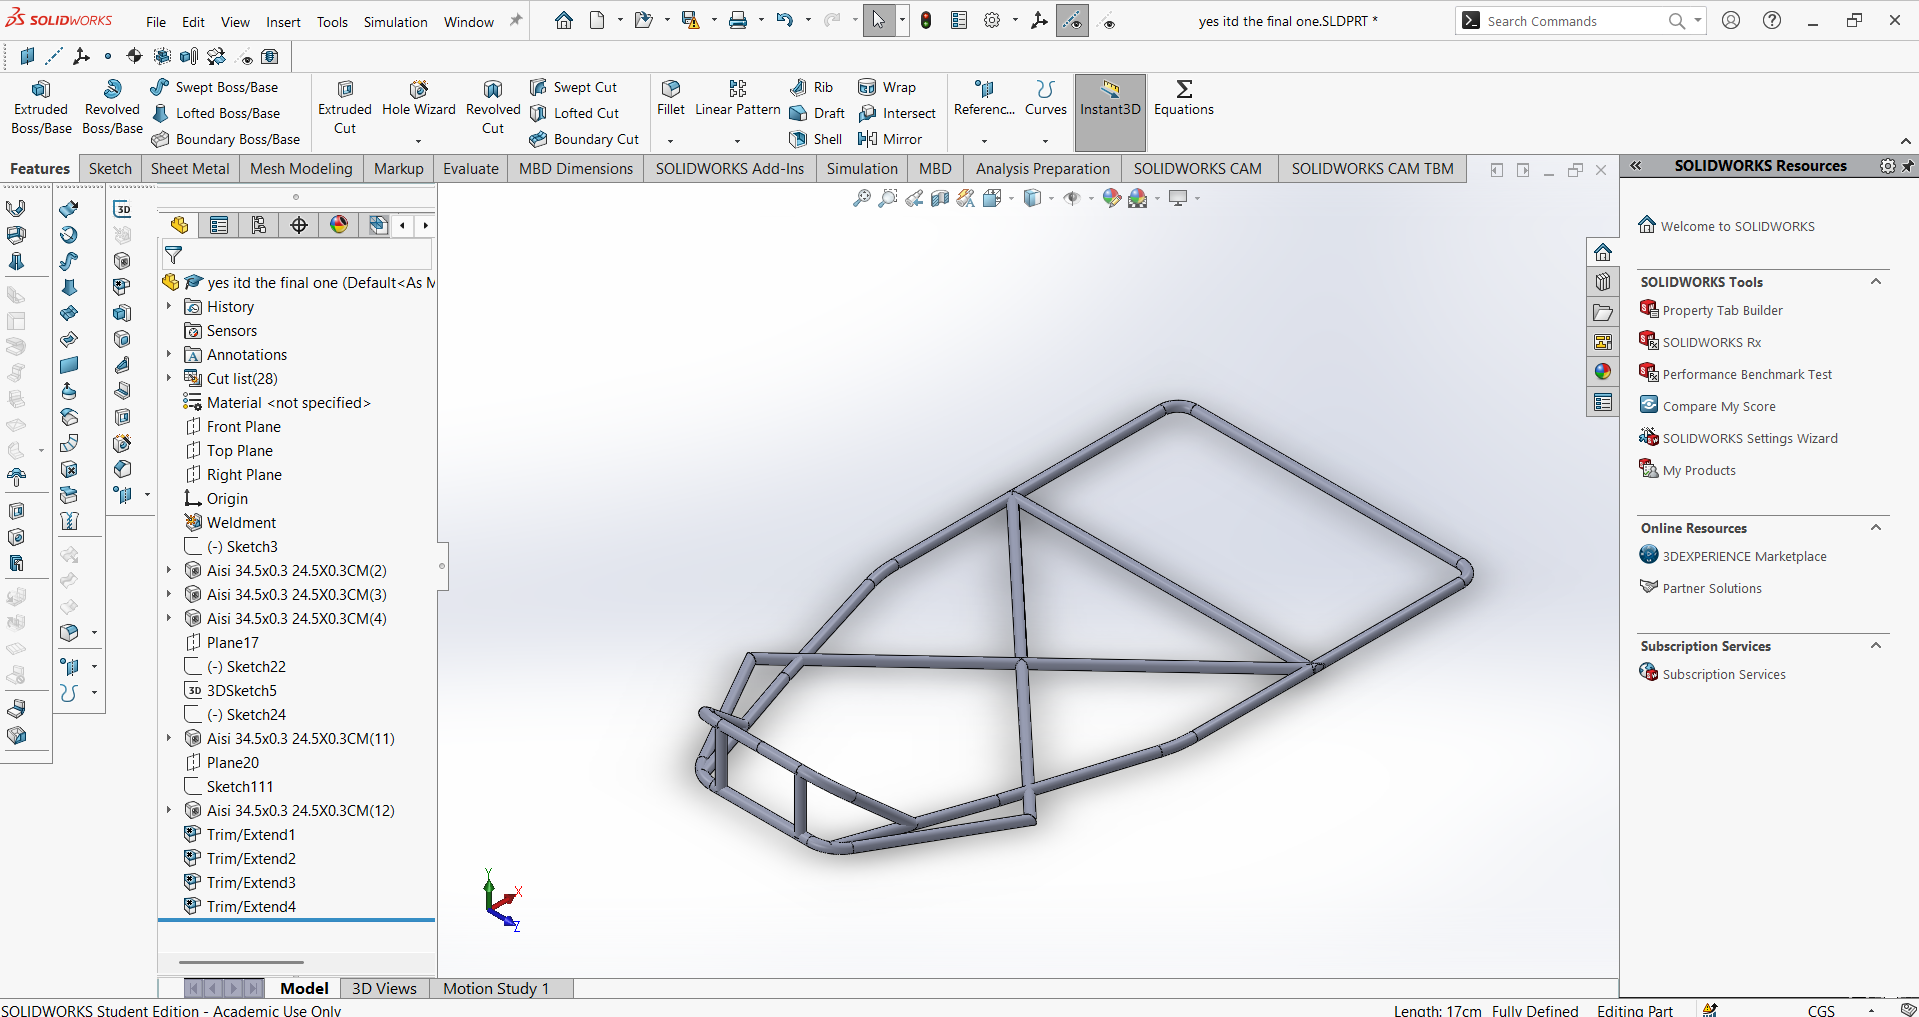 SOLIDWORKS File Edit View Insert Tools Simulation Window
yes itd the final one.SLDPRT *
Search Commands
Extruded Boss/Base
Revolved Boss/Base
Swept Boss/Base
Lofted Boss/Base
Boundary Boss/Base
Extruded Cut
Hole Wizard
Revolved Cut
Swept Cut
Lofted Cut
Boundary Cut
Fillet
Linear Pattern
Rib
Draft
Shell
Wrap
Intersect
Mirror
Referenc...
Curves
Instant3D
Equations
Features Sketch Sheet Metal Mesh Modeling Markup Evaluate MBD Dimensions SOLIDWORKS Add-Ins Simulation MBD Analysis Preparation SOLIDWORKS CAM SOLIDWORKS CAM TBM
3D
yes itd the final one (Default<As M
History
Sensors
Annotations
Cut list(28)
Material <not specified>
Front Plane
Top Plane
Right Plane
Origin
Weldment
(-) Sketch3
Aisi 34.5x0.3 24.5X0.3CM(2)
Aisi 34.5x0.3 24.5X0.3CM(3)
Aisi 34.5x0.3 24.5X0.3CM(4)
Plane17
(-) Sketch22
3D 3DSketch5
(-) Sketch24
Aisi 34.5x0.3 24.5X0.3CM(11)
Plane20
Sketch111
Aisi 34.5x0.3 24.5X0.3CM(12)
Trim/Extend1
Trim/Extend2
Trim/Extend3
Trim/Extend4
Y
X
Z
SOLIDWORKS Resources
Welcome to SOLIDWORKS
SOLIDWORKS Tools
Property Tab Builder
SOLIDWORKS Rx
Performance Benchmark Test
Compare My Score
SOLIDWORKS Settings Wizard
My Products
Online Resources
3DEXPERIENCE Marketplace
Partner Solutions
Subscription Services
Subscription Services
Model 3D Views Motion Study 1
SOLIDWORKS Student Edition - Academic Use Only
Length: 17cm Fully Defined Editing Part CGS